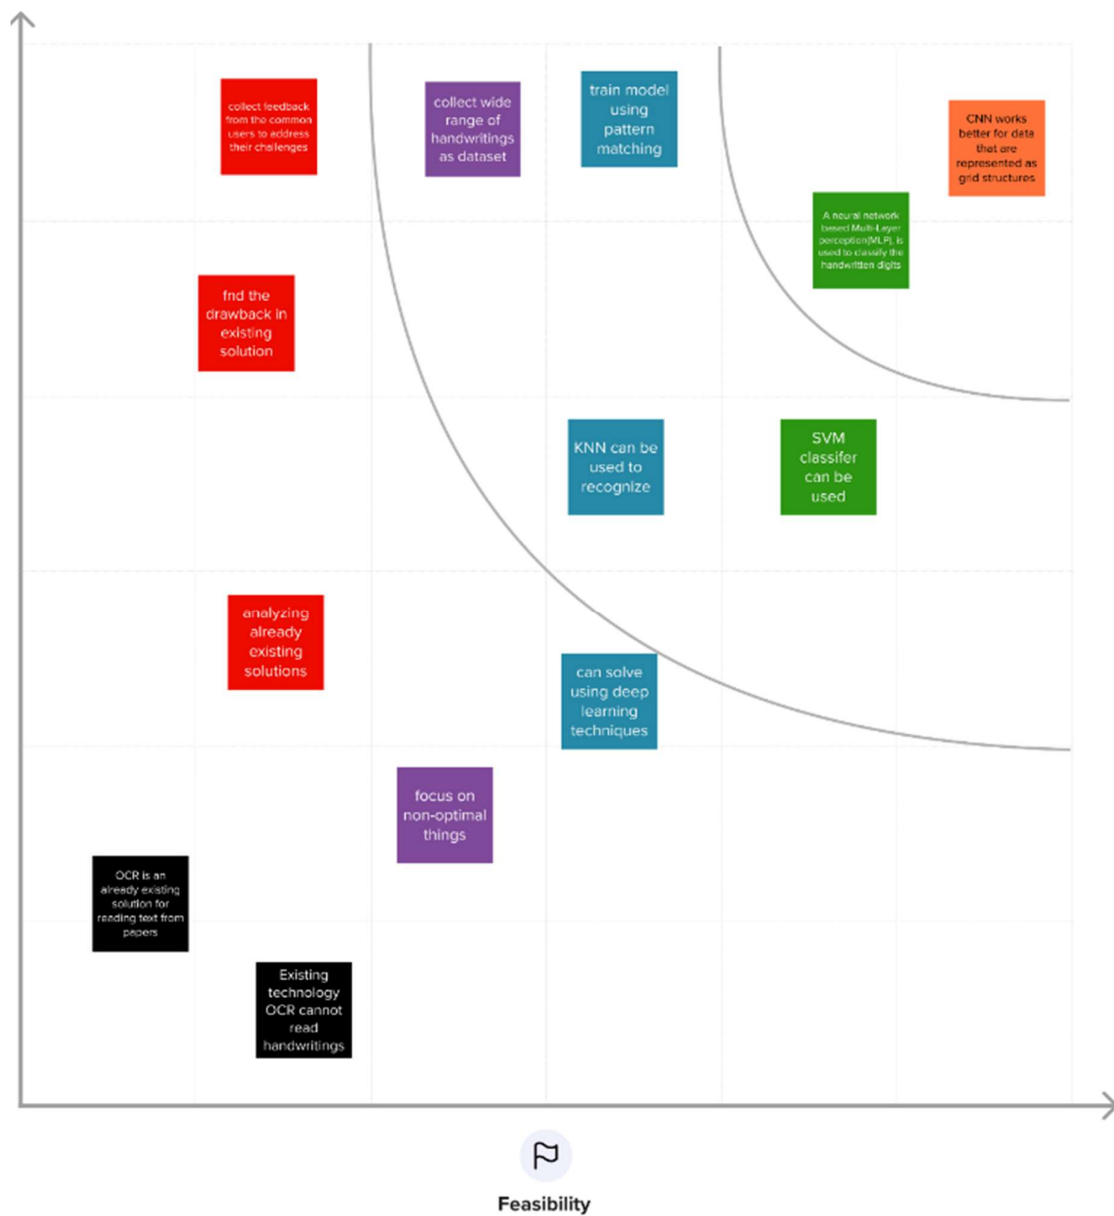 collect feedback
from the common
users to address
their challenges
collect wide
range of
handwritings
as dataset
train model
using
pattern
matching
CNN works
better for data
that are
represented as
grid structures
A neural network
based Multi-Layer
perception(MLP), is
used to classify the
handwritten digits
fnd the
drawback in
existing
solution
KNN can be
used to
recognize
SVM
classifer
can be
used
analyzing
already
existing
solutions
can solve
using deep
learning
techniques
focus on
non-optimal
things
OCR is an
already existing
solution for
reading text from
papers
Existing
technology
OCR cannot
read
handwritings
Feasibility